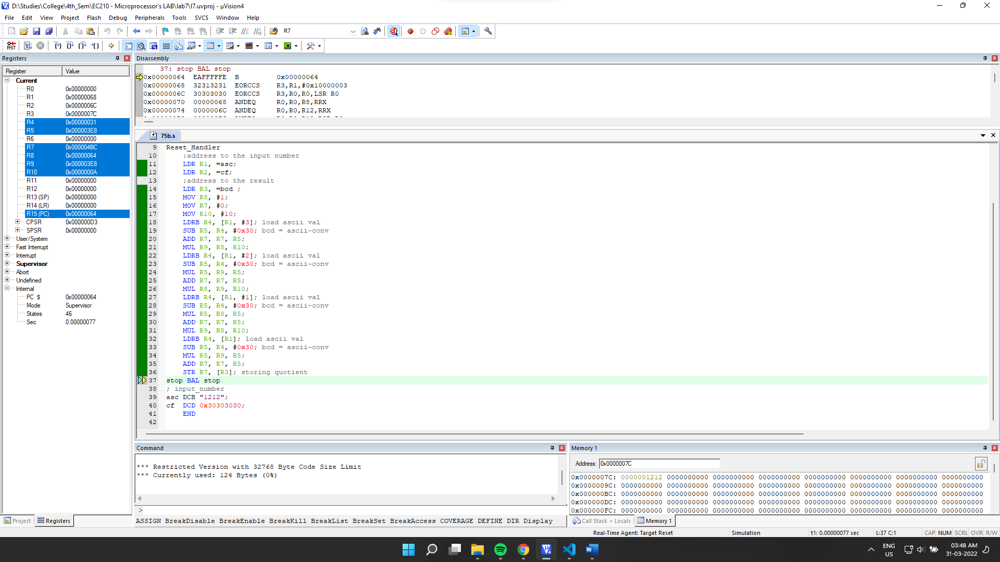 D:\Studies\College\4th_Sem\EC210 - Microprocessor's LAB\lab7\l7.uvproj - µVision4
File Edit View Project Flash Debug Peripherals Tools SVCS Window Help
R7
Registers
Register Value
Current
R0 0x00000000
R1 0x00000068
R2 0x0000006C
R3 0x0000007C
R4 0x00000031
R5 0x000003E8
R6 0x00000000
R7 0x000004BC
R8 0x00000064
R9 0x000003E8
R10 0x0000000A
R11 0x00000000
R12 0x00000000
R13 (SP) 0x00000000
R14 (LR) 0x00000000
R15 (PC) 0x00000064
CPSR 0x000000D3
SPSR 0x00000000
User/System
Fast Interrupt
Interrupt
Supervisor
Abort
Undefined
Internal
PC $ 0x00000064
Mode Supervisor
States 46
Sec 0.00000077
Project Registers
Disassembly
37: stop BAL stop
0x00000064 EAFFFFFE B 0x00000064
0x00000068 32313231 EORCCS R3,R1,#0x10000003
0x0000006C 30303030 EORCCS R3,R0,R0,LSR R0
0x00000070 00000068 ANDEQ R0,R0,R8,RRX
0x00000074 0000006C ANDEQ R0,R0,R12,RRX
75b.s
9 Reset_Handler
10 ;address to the input number
11 LDR R1, =asc;
12 LDR R2, =cf;
13 ;address to the result
14 LDR R3, =bcd ;
15 MOV R8, #1;
16 MOV R7, #0;
17 MOV R10, #10;
18 LDRB R4, [R1, #3]; load ascii val
19 SUB R5, R4, #0x30; bcd = ascii-conv
20 ADD R7, R7, R5;
21 MUL R9, R8, R10;
22 LDRB R4, [R1, #2]; load ascii val
23 SUB R5, R4, #0x30; bcd = ascii-conv
24 MUL R5, R9, R5;
25 ADD R7, R7, R5;
26 MUL R8, R9, R10;
27 LDRB R4, [R1, #1]; load ascii val
28 SUB R5, R4, #0x30; bcd = ascii-conv
29 MUL R5, R8, R5;
30 ADD R7, R7, R5;
31 MUL R9, R8, R10;
32 LDRB R4, [R1]; load ascii val
33 SUB R5, R4, #0x30; bcd = ascii-conv
34 MUL R5, R9, R5;
35 ADD R7, R7, R5;
36 STR R7, [R3]; storing quotient
37 stop BAL stop
38 ; input_number
39 asc DCB "1212";
40 cf DCD 0x30303030;
41 END
42
Command
*** Restricted Version with 32768 Byte Code Size Limit
*** Currently used: 124 Bytes (0%)
>
ASSIGN BreakDisable BreakEnable BreakKill BreakList BreakSet BreakAccess COVERAGE DEFINE DIR Display
Memory 1
Address: 0x0000007C
0x0000007C: 0000001212 0000000000 0000000000 0000000000 0000000000 0000000000 0000000000 0000000000
0x0000009C: 0000000000 0000000000 0000000000 0000000000 0000000000 0000000000 0000000000 0000000000
0x000000BC: 0000000000 0000000000 0000000000 0000000000 0000000000 0000000000 0000000000 0000000000
0x000000DC: 0000000000 0000000000 0000000000 0000000000 0000000000 0000000000 0000000000 0000000000
0x000000FC: 0000000000 0000000000 0000000000 0000000000 0000000000 0000000000 0000000000 0000000000
Call Stack + Locals Memory 1
Real-Time Agent: Target Reset Simulation t1: 0.00000077 sec L:37 C:1 CAP NUM SCRL OVR R/W
ENG
US
03:48 AM
31-03-2022